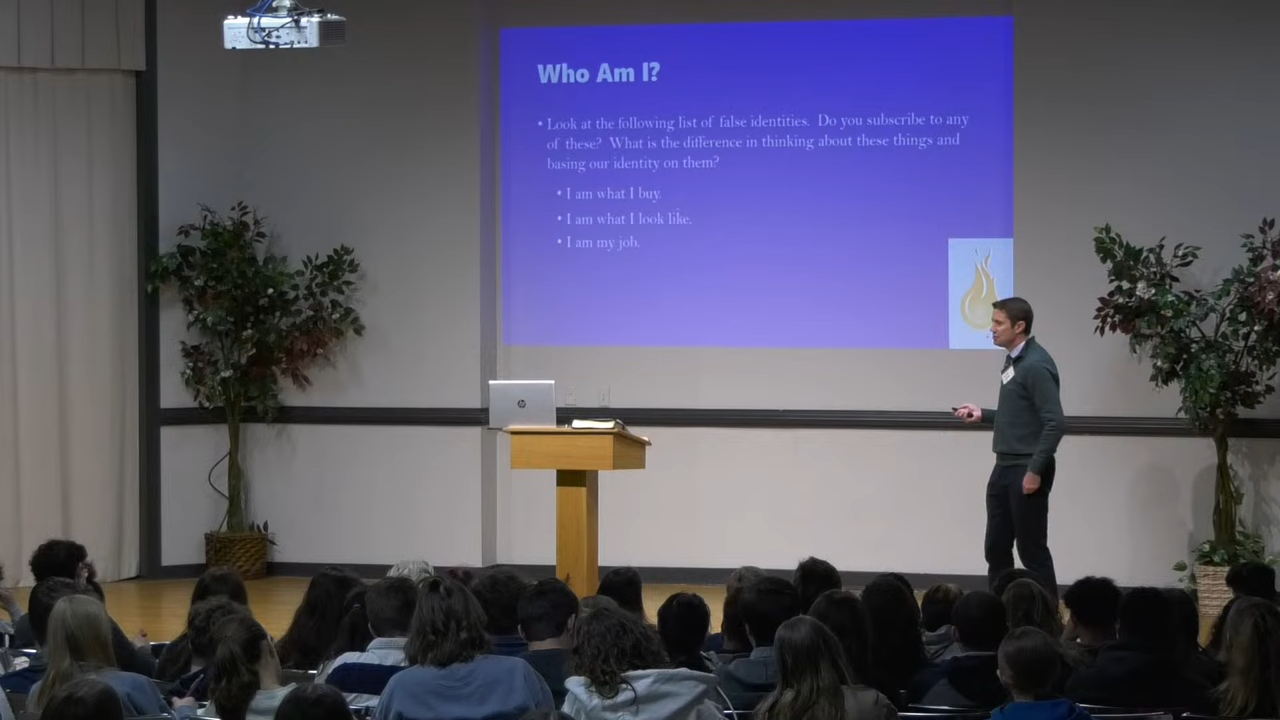 Who Am I?
• Look at the following list of false identities.  Do you subscribe to any
of these?  What is the difference in thinking about these things and
basing our identity on them?
• I am what I buy.
• I am what I look like.
• I am my job.
hp